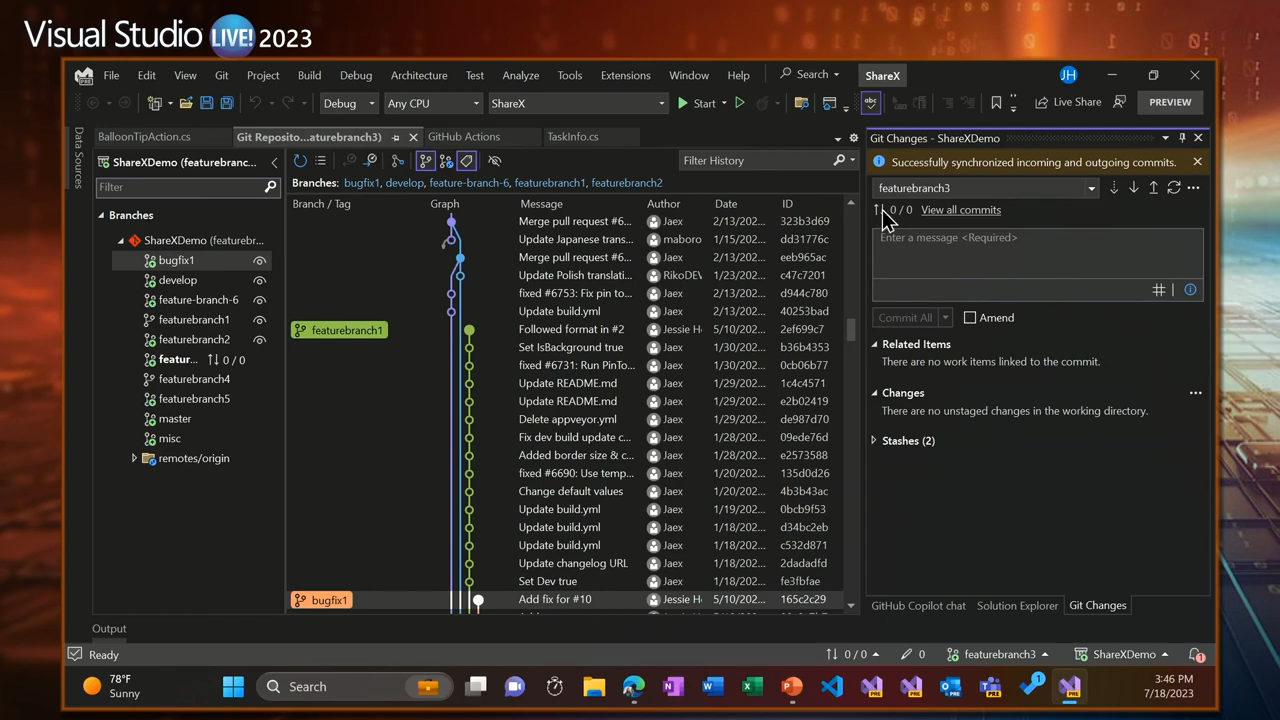 Visual Studio LIVE! 2023
File Edit View Git Project Build Debug Architecture Test Analyze Tools Extensions Window Help Search ShareX JH
Debug Any CPU ShareX Start Live Share PREVIEW
Data Sources
BalloonTipAction.cs Git Reposito...aturebranch3) GitHub Actions TaskInfo.cs
ShareXDemo (featurebranc...
Filter
Branches
ShareXDemo (featurebr...
bugfix1
develop
feature-branch-6
featurebranch1
featurebranch2
featur... 0 / 0
featurebranch4
featurebranch5
master
misc
remotes/origin
Filter History
Branches: bugfix1, develop, feature-branch-6, featurebranch1, featurebranch2
Branch / Tag Graph Message Author Date ID
Merge pull request #6... Jaex 2/13/202... 323b3d69
Update Japanese trans... maboro 1/15/202... dd31776c
Merge pull request #6... Jaex 2/13/202... eeb965ac
Update Polish translati... RikoDEV 1/23/202... c47c7201
fixed #6753: Fix pin to... Jaex 2/13/202... d944c780
Update build.yml Jaex 2/13/202... 40253bad
featurebranch1 Followed format in #2 Jessie H 5/10/202... 2ef699c7
Set IsBackground true Jaex 1/30/202... b36b4353
fixed #6731: Run PinTo... Jaex 1/30/202... 0cb06b77
Update README.md Jaex 1/29/202... 1c4c4571
Update README.md Jaex 1/29/202... e2b02419
Delete appveyor.yml Jaex 1/29/202... de987d70
Fix dev build update c... Jaex 1/28/202... 09ede76d
Added border size & c... Jaex 1/28/202... e2573588
fixed #6690: Use temp... Jaex 1/20/202... 135d0d26
Change default values Jaex 1/20/202... 4b3b43ac
Update build.yml Jaex 1/19/202... 0bcb9f53
Update build.yml Jaex 1/18/202... d34bc2eb
Update build.yml Jaex 1/18/202... c532d871
Update changelog URL Jaex 1/18/202... 2dadadfd
Set Dev true Jaex 1/18/202... fe3fbfae
bugfix1 Add fix for #10 Jessie H 5/10/202... 165c2c29
Git Changes - ShareXDemo
Successfully synchronized incoming and outgoing commits.
featurebranch3
0 / 0 View all commits
Enter a message <Required>
Commit All Amend
Related Items
There are no work items linked to the commit.
Changes
There are no unstaged changes in the working directory.
Stashes (2)
GitHub Copilot chat Solution Explorer Git Changes
Output
Ready 0 / 0 0 featurebranch3 ShareXDemo 1
78°F
Sunny
Search
3:46 PM
7/18/2023